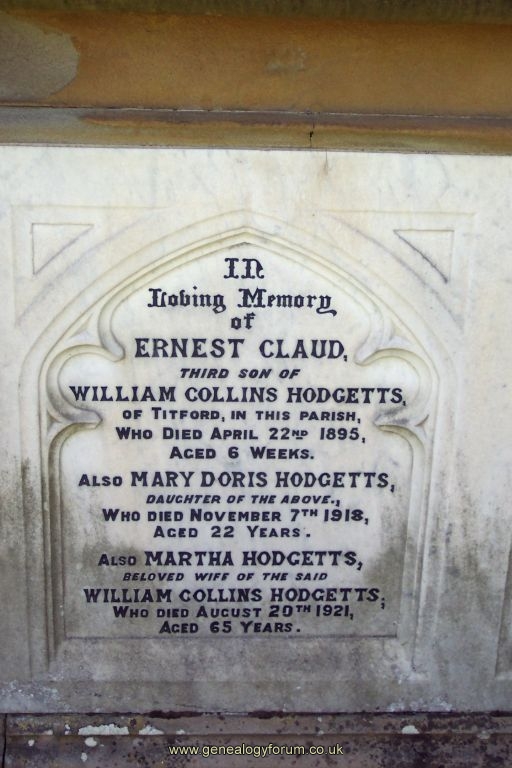 In
Loving Memory
of
ERNEST CLAUD,
THIRD SON OF
WILLIAM COLLINS HODGETTS,
OF TITFORD, IN THIS PARISH,
WHO DIED APRIL 22ND 1895,
AGED 6 WEEKS.
ALSO MARY DORIS HODGETTS,
DAUGHTER OF THE ABOVE.,
WHO DIED NOVEMBER 7TH 1918,
AGED 22 YEARS.
ALSO MARTHA HODGETTS,
BELOVED WIFE OF THE SAID
WILLIAM COLLINS HODGETTS,
WHO DIED AUGUST 20TH 1921,
AGED 65 YEARS.
www.genealogyforum.co.uk